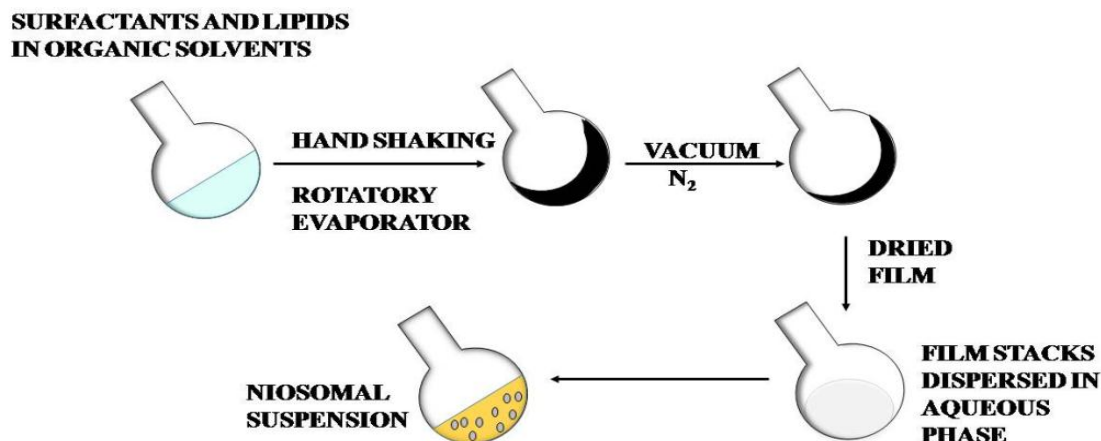 SURFACTANTS AND LIPIDS
IN ORGANIC SOLVENTS
HAND SHAKING
ROTATORY
EVAPORATOR
VACUUM
N₂
DRIED
FILM
FILM STACKS
DISPERSED IN
AQUEOUS
PHASE
NIOSOMAL
SUSPENSION